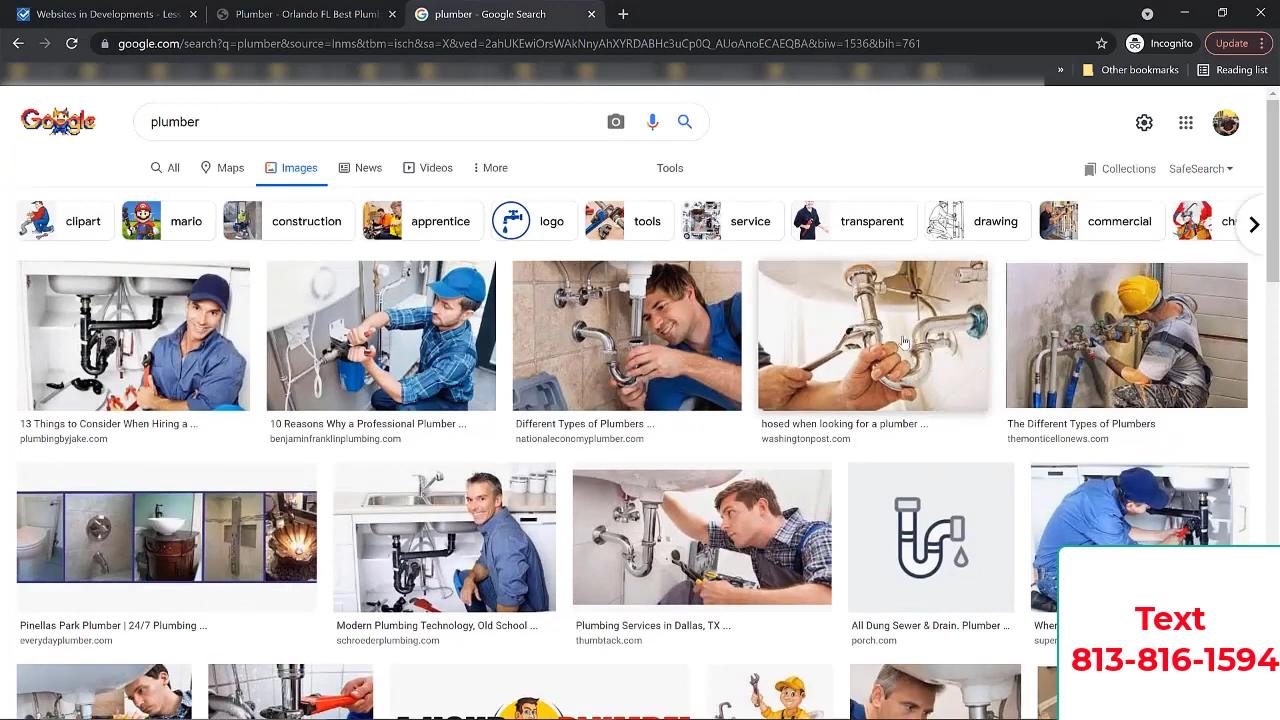 Websites in Developments - Less
Plumber - Orlando FL Best Plumb
plumber - Google Search
google.com/search?q=plumber&source=lnms&tbm=isch&sa=X&ved=2ahUKEwiOrsWAkNnyAhXYRDABHc3uCp0Q_AUoAnoECAEQBA&biw=1536&bih=761
Incognito
Update
»
Other bookmarks
Reading list
Google
plumber
All
Maps
Images
News
Videos
More
Tools
Collections
SafeSearch
clipart
mario
construction
apprentice
logo
tools
service
transparent
drawing
commercial
13 Things to Consider When Hiring a ...
plumbingbyjake.com
10 Reasons Why a Professional Plumber ...
benjaminfranklinplumbing.com
Different Types of Plumbers ...
nationaleconomyplumber.com
hosed when looking for a plumber ...
washingtonpost.com
The Different Types of Plumbers
themonticellonews.com
Pinellas Park Plumber | 24/7 Plumbing ...
everydayplumber.com
Modern Plumbing Technology, Old School ...
schroederplumbing.com
Plumbing Services in Dallas, TX ...
thumbtack.com
All Dung Sewer & Drain. Plumber ...
porch.com
Text
813-816-1594